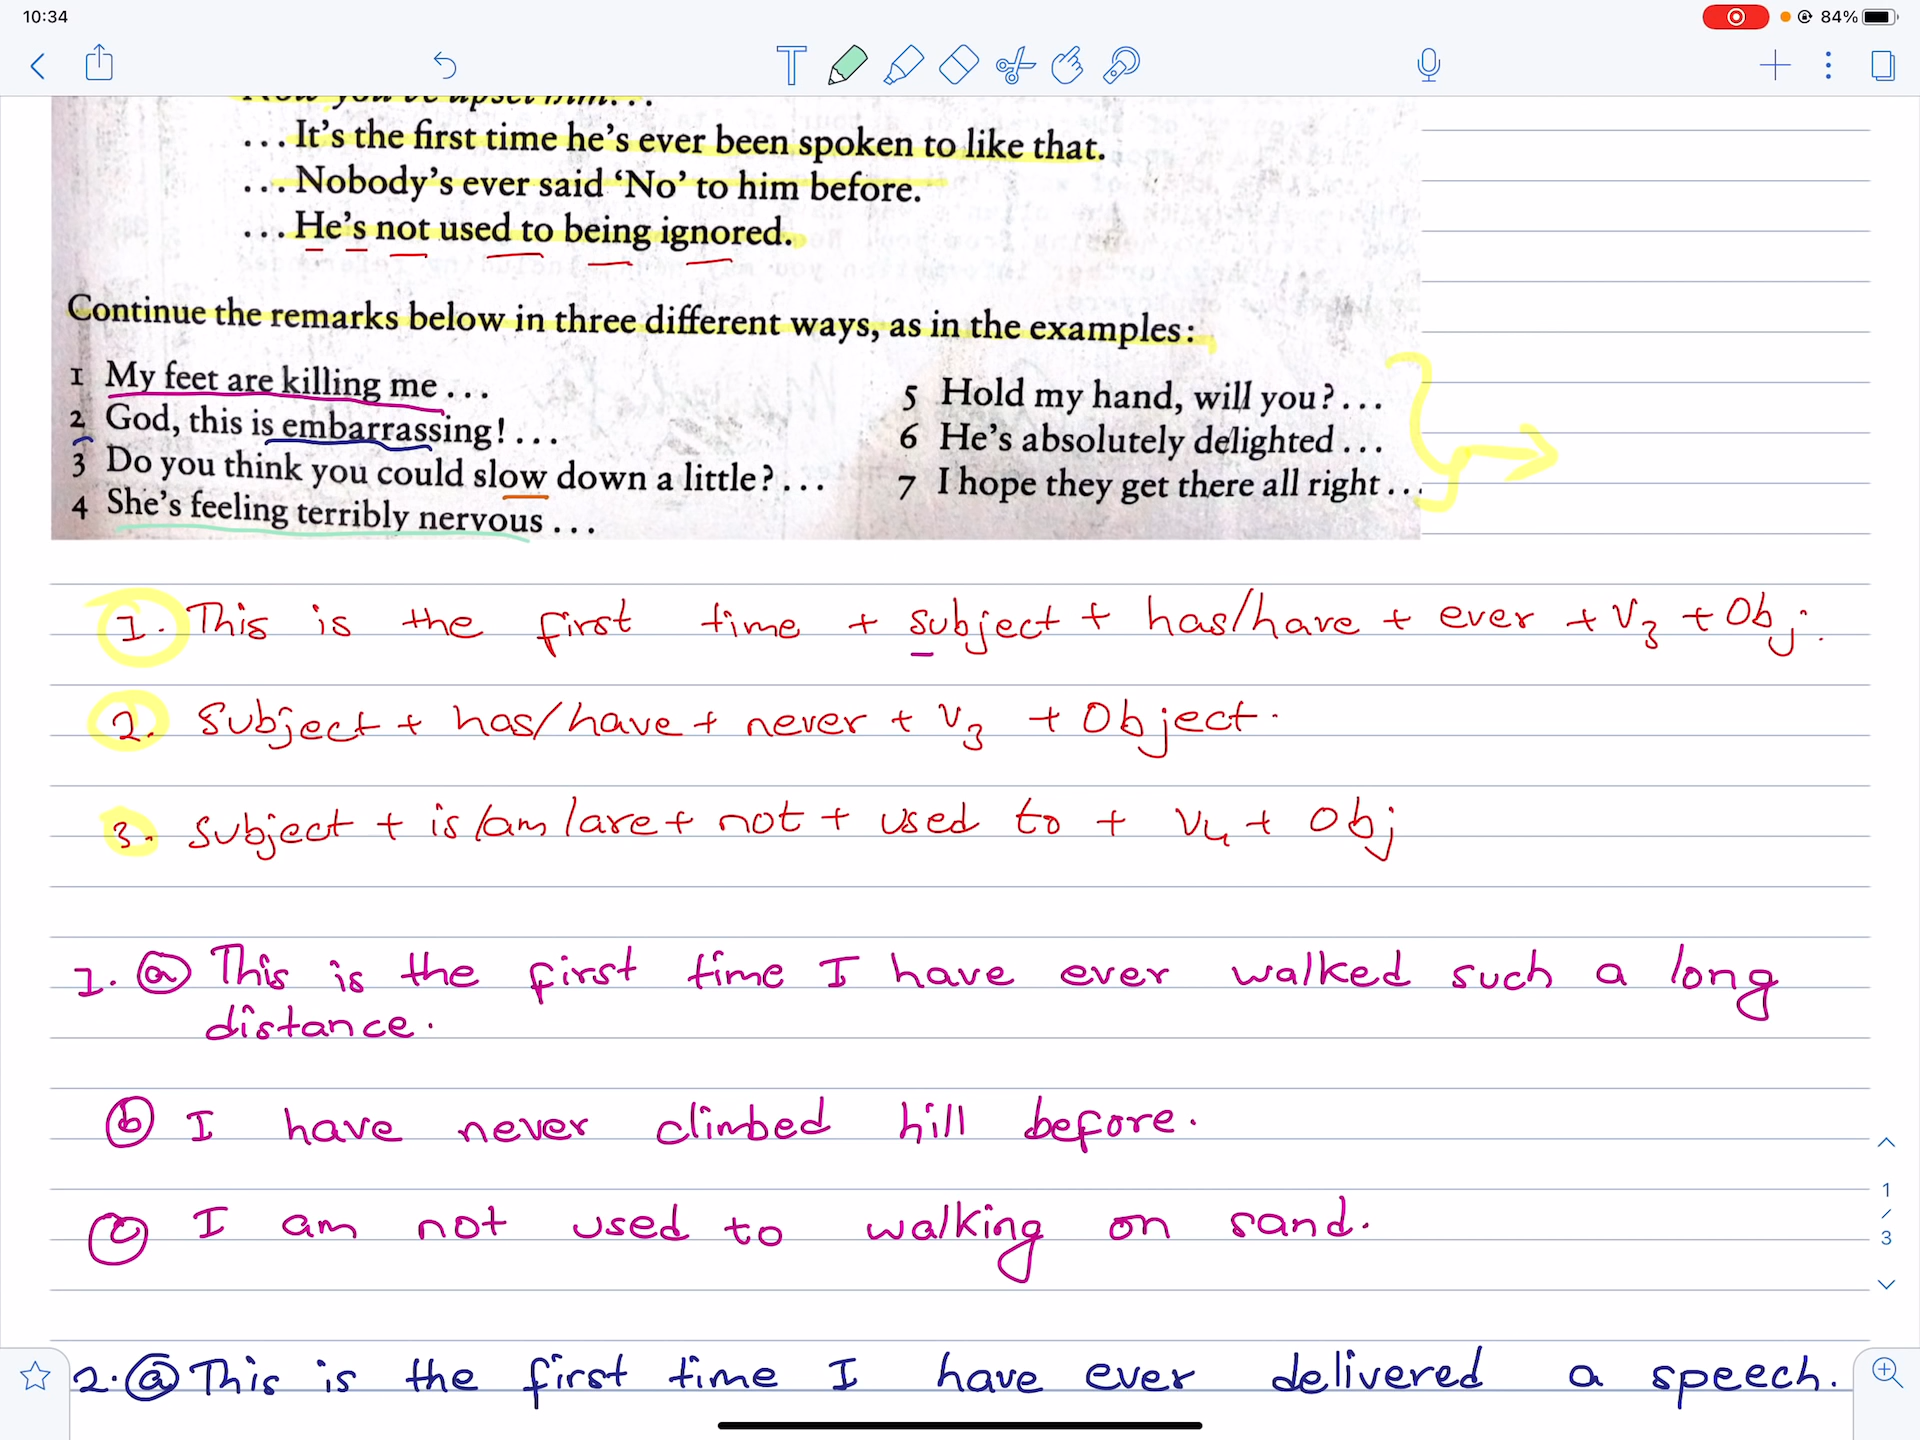 10:34
84%
Now you've upset him...
...It's the first time he's ever been spoken to like that.
...Nobody's ever said 'No' to him before.
...He's not used to being ignored.
Continue the remarks below in three different ways, as in the examples:
1 My feet are killing me...
2 God, this is embarrassing!...
3 Do you think you could slow down a little?...
4 She's feeling terribly nervous...
5 Hold my hand, will you?...
6 He's absolutely delighted...
7 I hope they get there all right...
1. This is the first time + subject + has/have + ever + V3 + Obj.
2. Subject + has/have + never + V3 + Object.
3. Subject + is/am/are + not + used to + V4 + Obj
1. (a) This is the first time I have ever walked such a long
distance.
(b) I have never climbed hill before.
(c) I am not used to walking on sand.
2. (a) This is the first time I have ever delivered a speech.
1
/
3